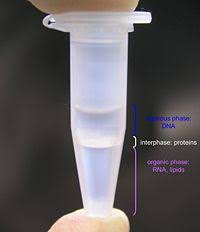 aqueous phase:
DNA
interphase: proteins
organic phase:
RNA, lipids